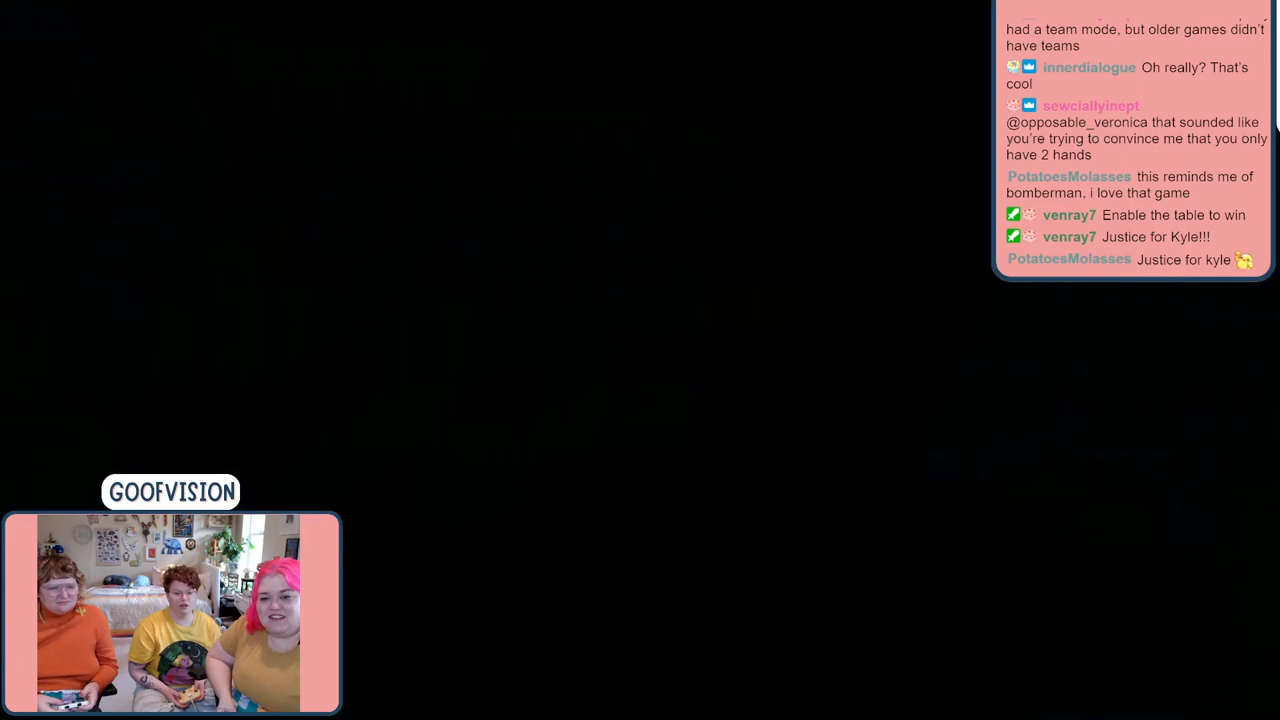 had a team mode, but older games didn't
have teams
innerdialogue Oh really? That's
cool
sewciallyinept
@opposable_veronica that sounded like
you're trying to convince me that you only
have 2 hands
PotatoesMolasses this reminds me of
bomberman, i love that game
venray7 Enable the table to win
venray7 Justice for Kyle!!!
PotatoesMolasses Justice for kyle
GOOFVISION